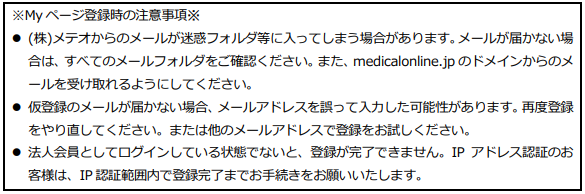 ※My ページ登録時の注意事項※
● (株)メテオからのメールが迷惑フォルダ等に入ってしまう場合があります。メールが届かない場
合は、すべてのメールフォルダをご確認ください。また、medicalonline.jp のドメインからのメ
ールを受け取れるようにしてください。
● 仮登録のメールが届かない場合、メールアドレスを誤って入力した可能性があります。再度登録
をやり直してください。または他のメールアドレスで登録をお試しください。
● 法人会員としてログインしている状態でないと、登録が完了できません。IP アドレス認証のお
客様は、IP 認証範囲内で登録完了までお手続きをお願いいたします。